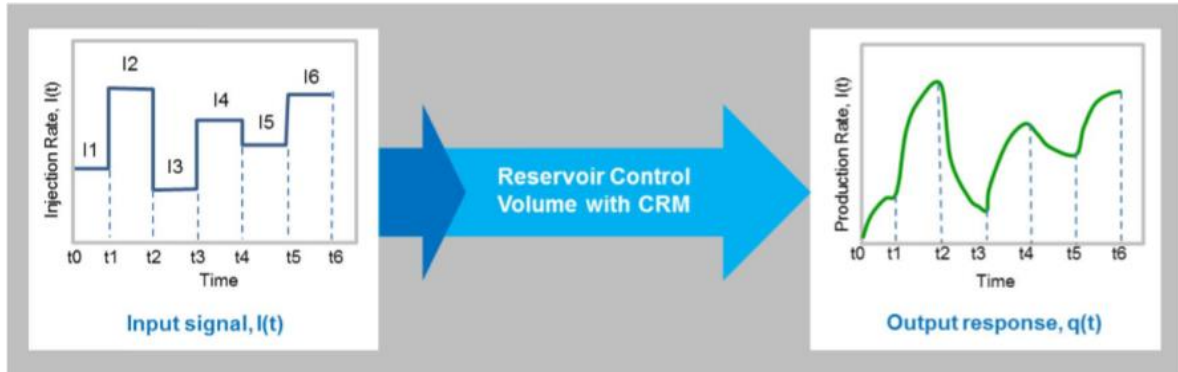 Injection Rate, I(t)
I1
I2
I3
I4
I5
I6
t0
t1
t2
t3
t4
t5
t6
Time
Input signal, I(t)
Reservoir Control
Volume with CRM
Production Rate, I(t)
t0
t1
t2
t3
t4
t5
t6
Time
Output response, q(t)